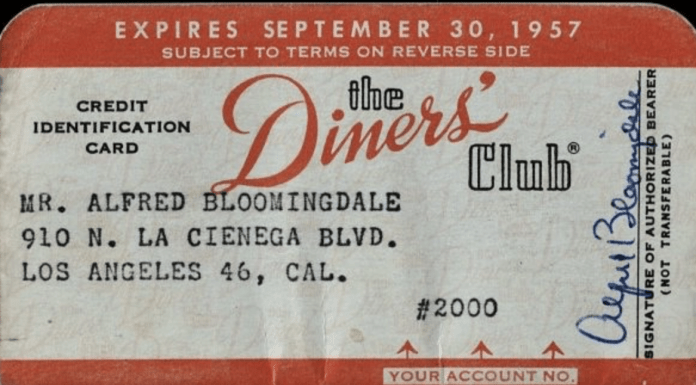 EXPIRES SEPTEMBER 30, 1957
SUBJECT TO TERMS ON REVERSE SIDE
CREDIT
IDENTIFICATION
CARD
the
Diners'
Club®
MR. ALFRED BLOOMINGDALE
910 N. LA CIENEGA BLVD.
LOS ANGELES 46, CAL.
#2000
YOUR ACCOUNT NO.
Alfred Bloomingdale
SIGNATURE OF AUTHORIZED BEARER
(NOT TRANSFERABLE)